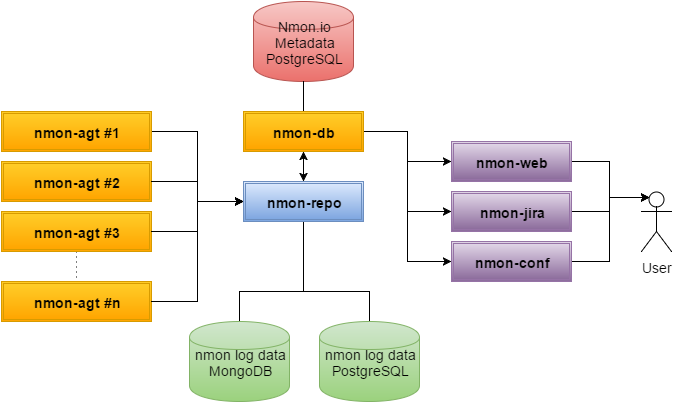 Nmon.io
Metadata
PostgreSQL
nmon-agt #1
nmon-db
nmon-web
nmon-agt #2
nmon-repo
nmon-jira
nmon-agt #3
nmon-conf
User
nmon-agt #n
nmon log data
MongoDB
nmon log data
PostgreSQL